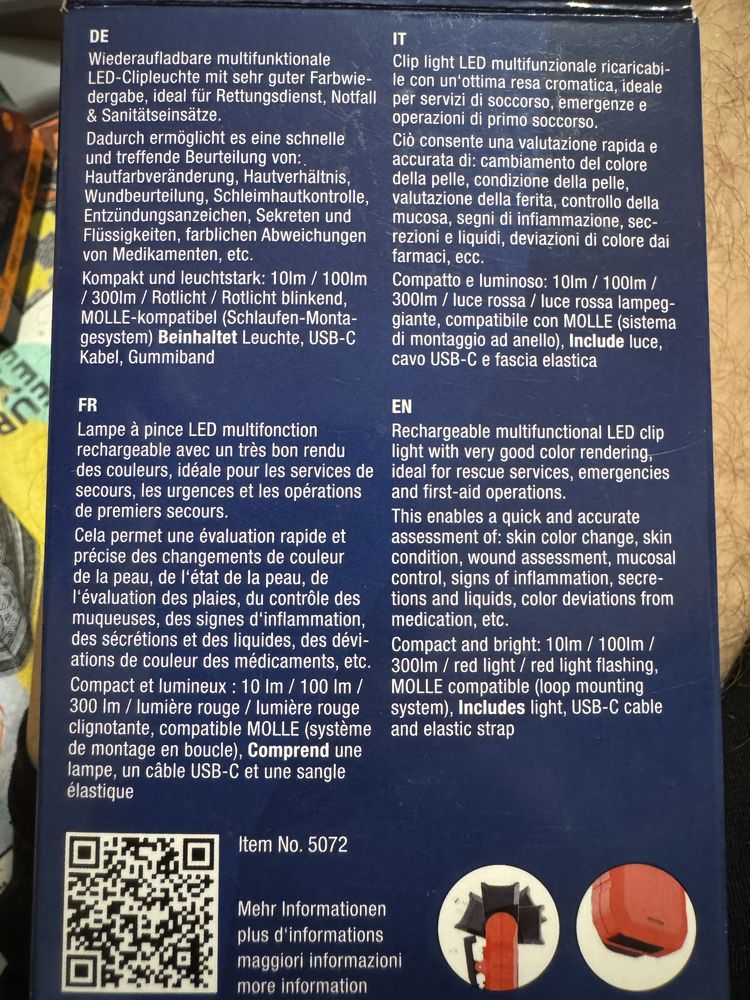 DE
Wiederaufladbare multifunktionale
LED-Clipleuchte mit sehr guter Farbwie-
dergabe, ideal für Rettungsdienst, Notfall
& Sanitätseinsätze.
Dadurch ermöglicht es eine schnelle
und treffende Beurteilung von:
Hautfarbveränderung, Hautverhältnis,
Wundbeurteilung, Schleimhautkontrolle,
Entzündungsanzeichen, Sekreten und
Flüssigkeiten, farblichen Abweichungen
von Medikamenten, etc.
Kompakt und leuchtstark: 10lm / 100lm
/ 300lm / Rotlicht / Rotlicht blinkend,
MOLLE-kompatibel (Schlaufen-Monta-
gesystem) Beinhaltet Leuchte, USB-C
Kabel, Gummiband
IT
Clip light LED multifunzionale ricaricabi-
le con un'ottima resa cromatica, ideale
per servizi di soccorso, emergenze e
operazioni di primo soccorso.
Ciò consente una valutazione rapida e
accurata di: cambiamento del colore
della pelle, condizione della pelle,
valutazione della ferita, controllo della
mucosa, segni di infiammazione, sec-
rezioni e liquidi, deviazioni di colore dai
farmaci, ecc.
Compatto e luminoso: 10lm / 100lm /
300lm / luce rossa / luce rossa lampeg-
giante, compatibile con MOLLE (sistema
di montaggio ad anello), Include luce,
cavo USB-C e fascia elastica
FR
Lampe à pince LED multifonction
rechargeable avec un très bon rendu
des couleurs, idéale pour les services de
secours, les urgences et les opérations
de premiers secours.
Cela permet une évaluation rapide et
précise des changements de couleur
de la peau, de l'état de la peau, de
l'évaluation des plaies, du contrôle des
muqueuses, des signes d'inflammation,
des sécrétions et des liquides, des dévi-
ations de couleur des médicaments, etc.
Compact et lumineux : 10 lm / 100 lm /
300 lm / lumière rouge / lumière rouge
clignotante, compatible MOLLE (système
de montage en boucle), Comprend une
lampe, un câble USB-C et une sangle
élastique
EN
Rechargeable multifunctional LED clip
light with very good color rendering,
ideal for rescue services, emergencies
and first-aid operations.
This enables a quick and accurate
assessment of: skin color change, skin
condition, wound assessment, mucosal
control, signs of inflammation, secre-
tions and liquids, color deviations from
medication, etc.
Compact and bright: 10lm / 100lm /
300lm / red light / red light flashing,
MOLLE compatible (loop mounting
system), Includes light, USB-C cable
and elastic strap
Item No. 5072
Mehr Informationen
plus d'informations
maggiori informazioni
more information